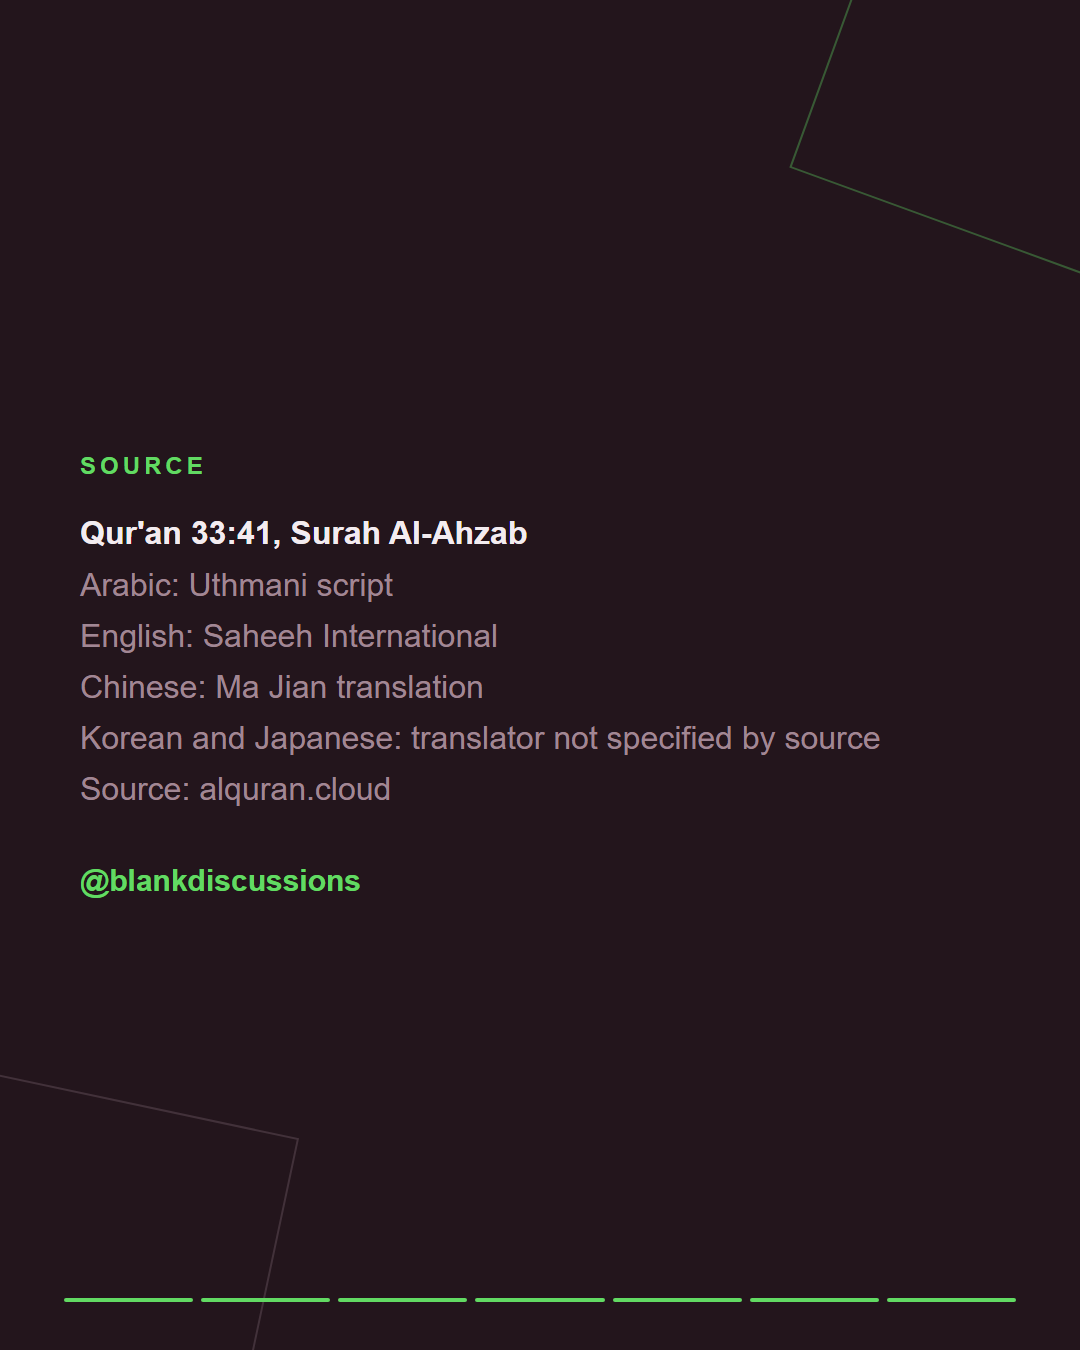 SOURCE
Qur'an 33:41, Surah Al-Ahzab
Arabic: Uthmani script
English: Saheeh International
Chinese: Ma Jian translation
Korean and Japanese: translator not specified by source
Source: alquran.cloud
@blankdiscussions